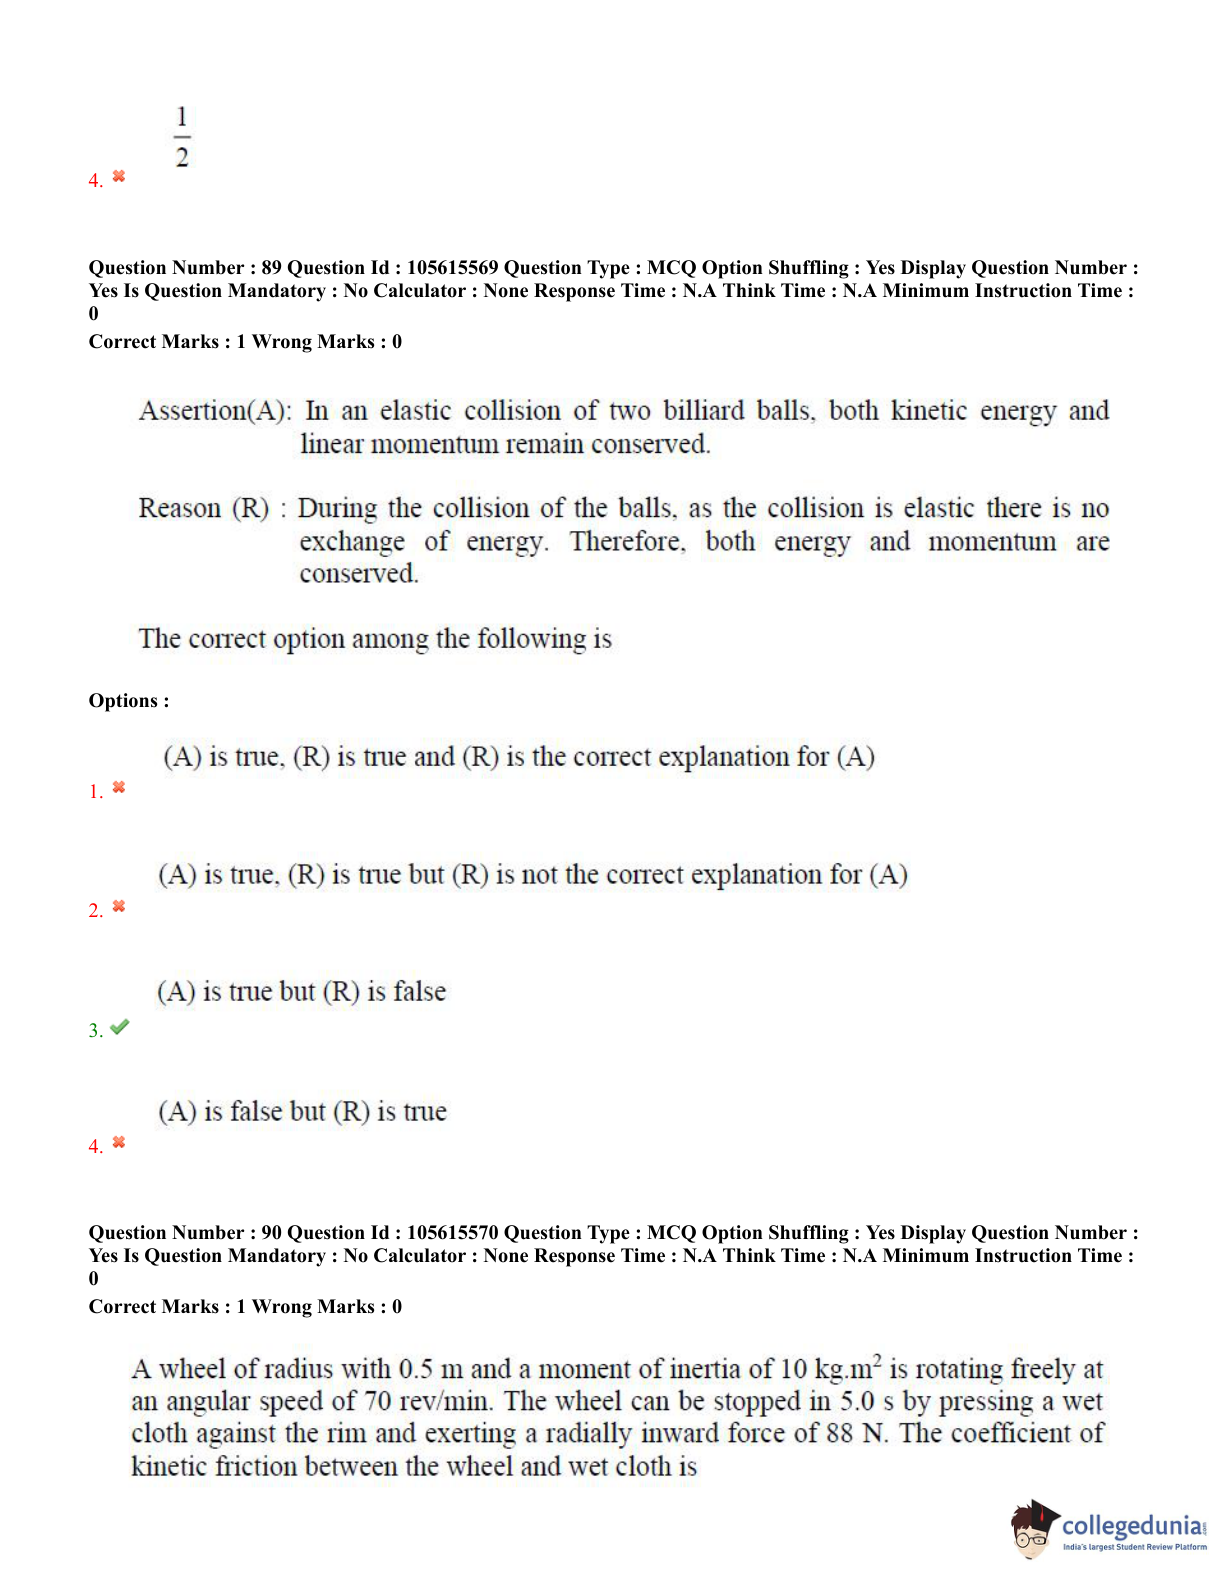 1
2
4.
Question Number : 89 Question Id : 105615569 Question Type : MCQ Option Shuffling : Yes Display Question Number :
Yes Is Question Mandatory : No Calculator : None Response Time : N.A Think Time : N.A Minimum Instruction Time :
0
Correct Marks : 1 Wrong Marks : 0
Assertion(A): In an elastic collision of two billiard balls, both kinetic energy and
linear momentum remain conserved.
Reason (R) : During the collision of the balls, as the collision is elastic there is no
exchange of energy. Therefore, both energy and momentum are
conserved.
The correct option among the following is
Options :
(A) is true, (R) is true and (R) is the correct explanation for (A)
1.
(A) is true, (R) is true but (R) is not the correct explanation for (A)
2.
(A) is true but (R) is false
3.
(A) is false but (R) is true
4.
Question Number : 90 Question Id : 105615570 Question Type : MCQ Option Shuffling : Yes Display Question Number :
Yes Is Question Mandatory : No Calculator : None Response Time : N.A Think Time : N.A Minimum Instruction Time :
0
Correct Marks : 1 Wrong Marks : 0
A wheel of radius with 0.5 m and a moment of inertia of 10 kg.m² is rotating freely at
an angular speed of 70 rev/min. The wheel can be stopped in 5.0 s by pressing a wet
cloth against the rim and exerting a radially inward force of 88 N. The coefficient of
kinetic friction between the wheel and wet cloth is
collegedunia.com
India's largest Student Review Platform